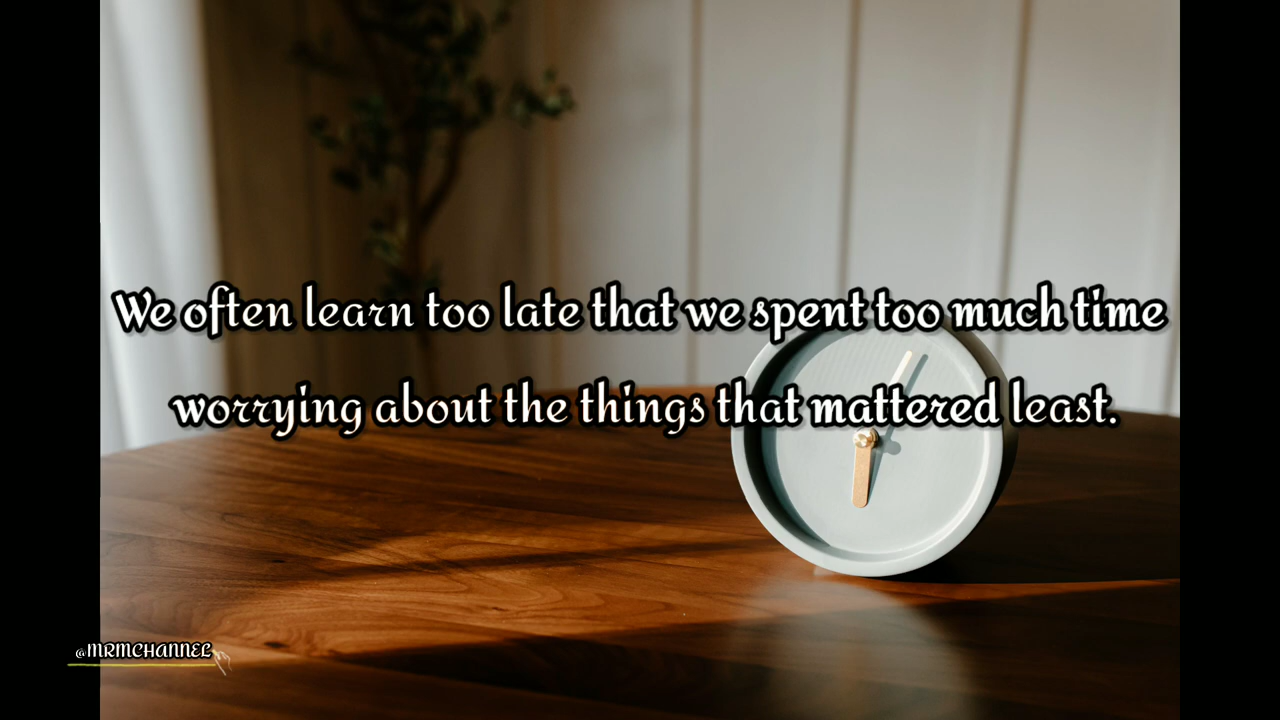 We often learn too late that we spent too much time
worrying about the things that mattered least.
@MRMCHANNEL